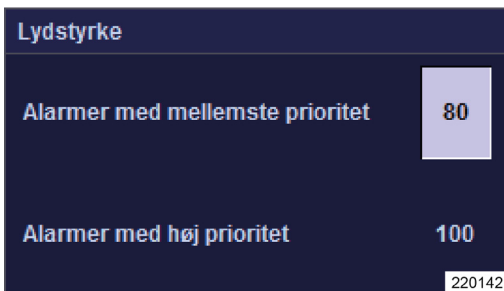 Lydstyrke
Alarmer med mellemste prioritet 80
Alarmer med høj prioritet 100
220142